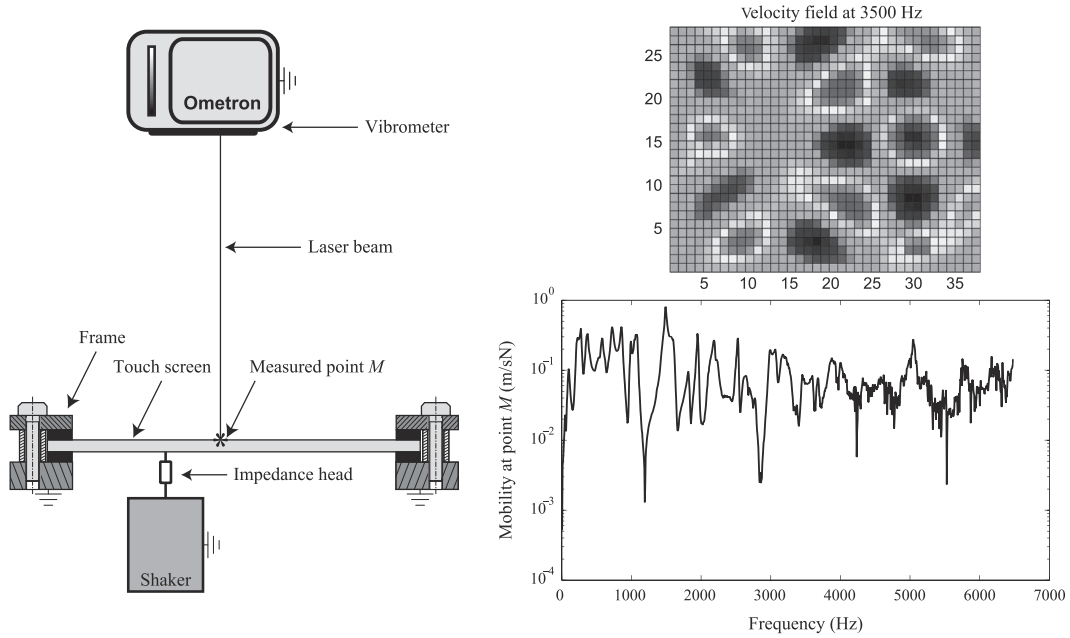 Ometron
Vibrometer
Laser beam
Frame
Touch screen
Measured point M
Impedance head
Shaker
Velocity field at 3500 Hz
25
20
15
10
5
5 10 15 20 25 30 35
10^0
10^-1
10^-2
10^-3
10^-4
Mobility at point M (m/sN)
0 1000 2000 3000 4000 5000 6000 7000
Frequency (Hz)